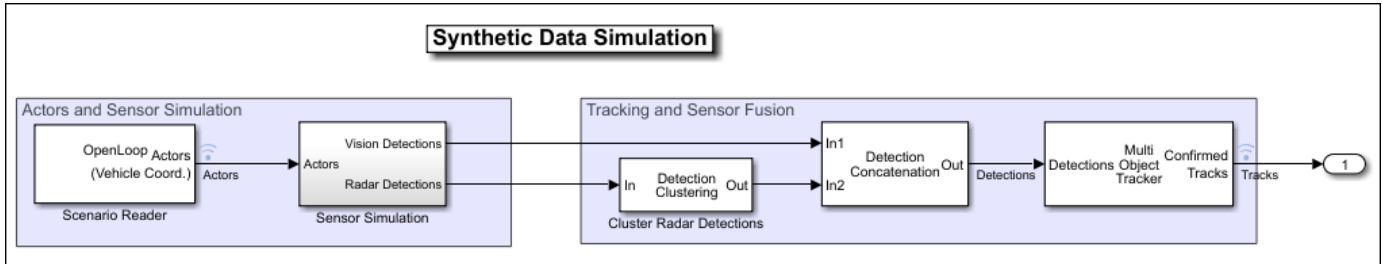 Synthetic Data Simulation
Actors and Sensor Simulation
OpenLoop
(Vehicle Coord.)
Actors
Scenario Reader
Actors
Actors
Vision Detections
Radar Detections
Sensor Simulation
Tracking and Sensor Fusion
In
Detection
Clustering
Out
Cluster Radar Detections
In1
In2
Detection
Concatenation
Out
Detections
Detections
Multi
Object
Tracker
Confirmed
Tracks
Tracks
1